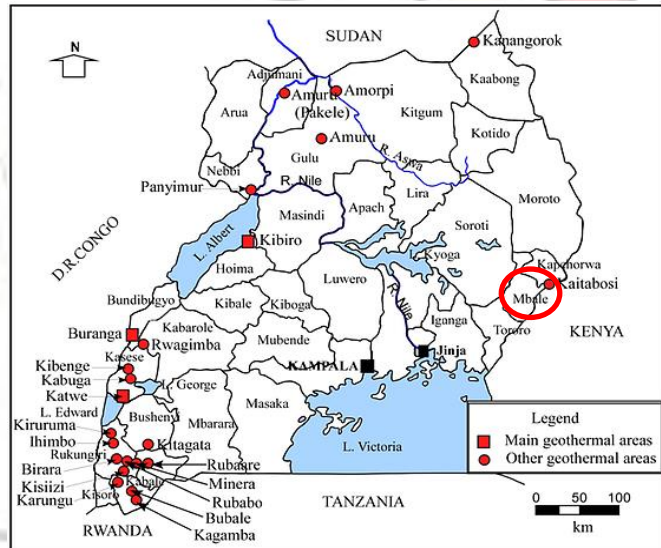 SUDAN
N
Kanangorok
Adjumani
Kaabong
Amorpi
Arua
Amuru
(Pakele)
Kitgum
Kotido
Amuru
R. Aswa
Gulu
Nebbi
Moroto
Panyimur
R. Nile
Lira
Apach
Masindi
Soroti
D.R.CONGO
L. Albert
Kibiro
L. Kyoga
Kapchorwa
Hoima
Kaitabosi
Luwero
Mbale
Bundibugyo
Kibale
Kiboga
R. Nile
Iganga
Tororo
KENYA
Buranga
Kabarole
Rwagimba
Mubende
Jinja
Kibenge
Kasese
KAMPALA
Kabuga
L. George
Katwe
Masaka
L. Edward
Bushenyi
Mbarara
Legend
Kiruruma
Main geothermal areas
Ihimbo
Kitagata
L. Victoria
Other geothermal areas
Rukungiri
Birara
Rubaare
Kisiizi
Kabale
Minera
Karungu
Kisoro
Rubabo
0 50 100
km
Bubale
TANZANIA
RWANDA
Kagamba